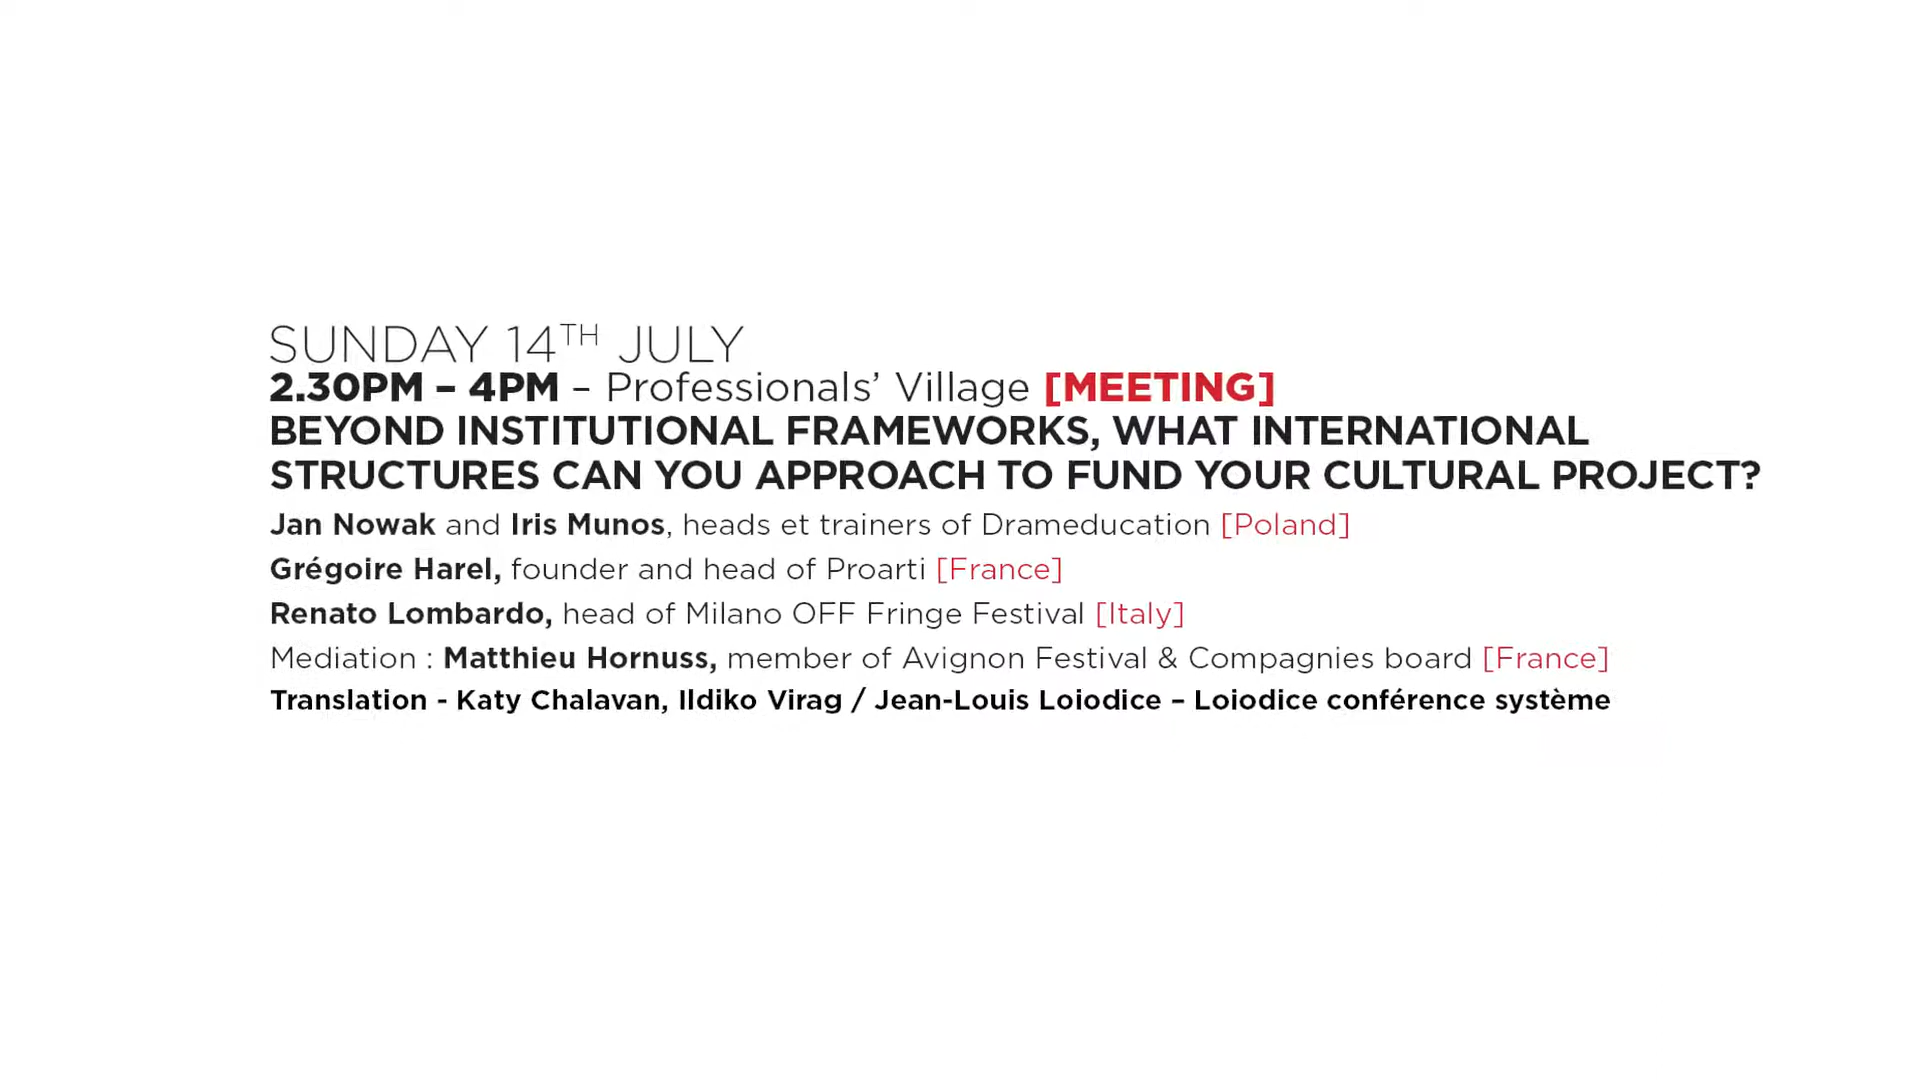 SUNDAY 14TH JULY
2.30PM – 4PM – Professionals’ Village [MEETING]
BEYOND INSTITUTIONAL FRAMEWORKS, WHAT INTERNATIONAL
STRUCTURES CAN YOU APPROACH TO FUND YOUR CULTURAL PROJECT?
Jan Nowak and Iris Munos, heads et trainers of Drameducation [Poland]
Grégoire Harel, founder and head of Proarti [France]
Renato Lombardo, head of Milano OFF Fringe Festival [Italy]
Mediation : Matthieu Hornuss, member of Avignon Festival & Compagnies board [France]
Translation - Katy Chalavan, Ildiko Virag / Jean-Louis Loiodice – Loiodice conférence système